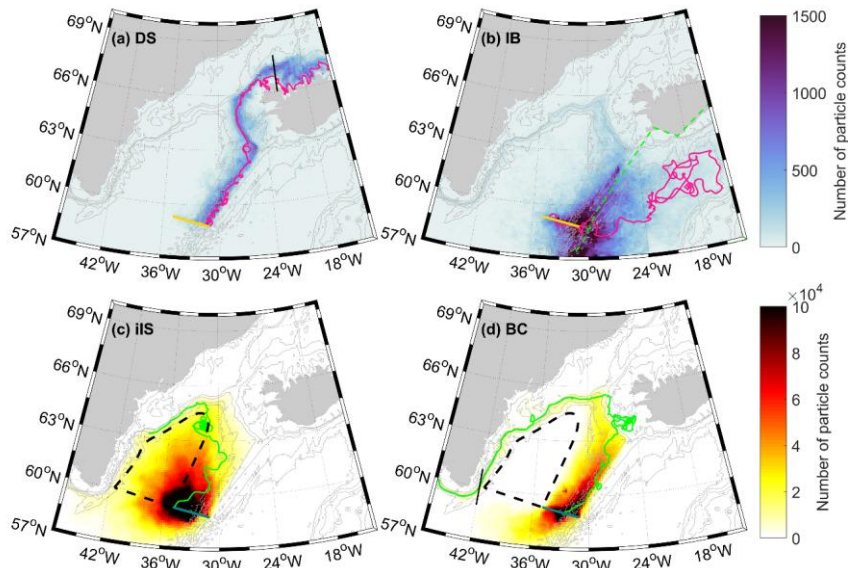 (a) DS
(b) IB
69°N
66°N
63°N
60°N
57°N
42°W
36°W
30°W
24°W
18°W
69°N
66°N
63°N
60°N
57°N
42°W
36°W
30°W
24°W
18°W
1500
1000
500
0
Number of particle counts
(c) iIS
(d) BC
69°N
66°N
63°N
60°N
57°N
42°W
36°W
30°W
24°W
18°W
69°N
66°N
63°N
60°N
57°N
42°W
36°W
30°W
24°W
18°W
×10⁴
10
8
6
4
2
0
Number of particle counts